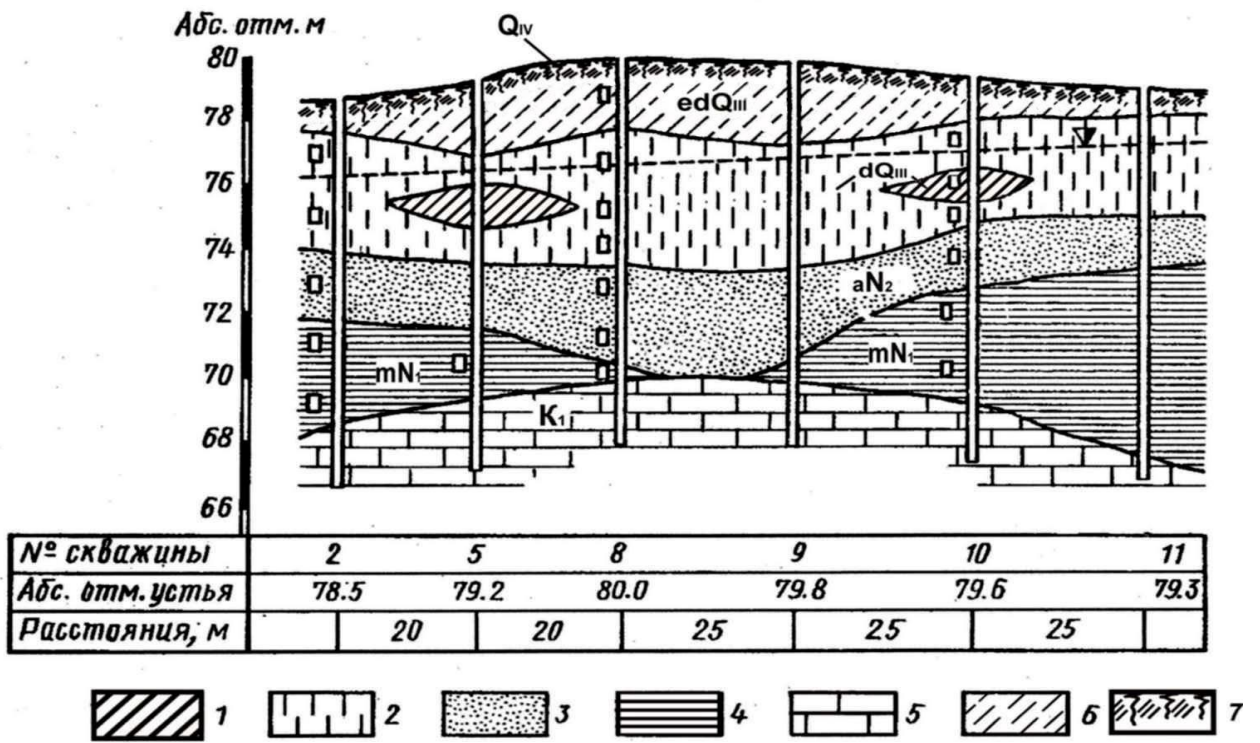 Абс. отм. м
QIV
80
edQIII
78
76
dQIII
74
aN2
72
mN1
mN1
70
K1
68
66
№ скважины 2 5 8 9 10 11
Абс. отм. устья 78.5 79.2 80.0 79.8 79.6 79.3
Расстояния, м 20 20 25 25 25
1 2 3 4 5 6 7